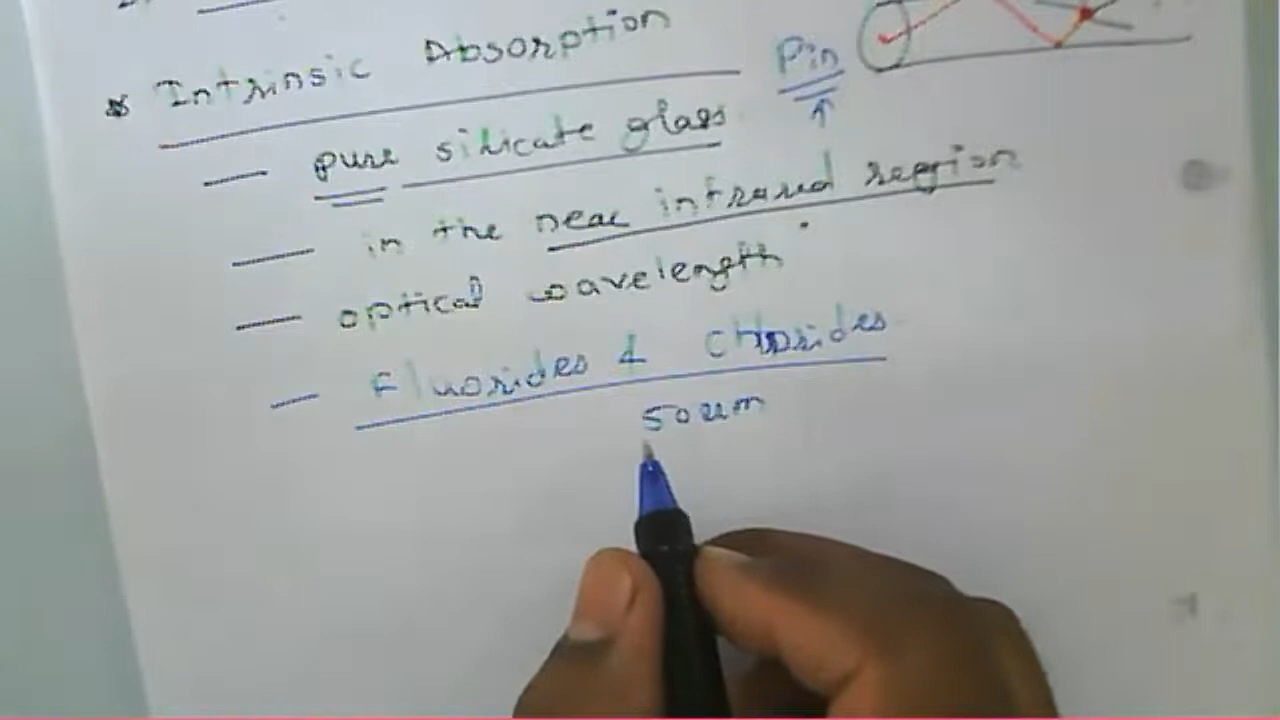 * Intrinsic Absorption
Pin
— pure silicate glass
— in the near infrared region
— optical wavelength
— Fluorides & Chlorides
50um